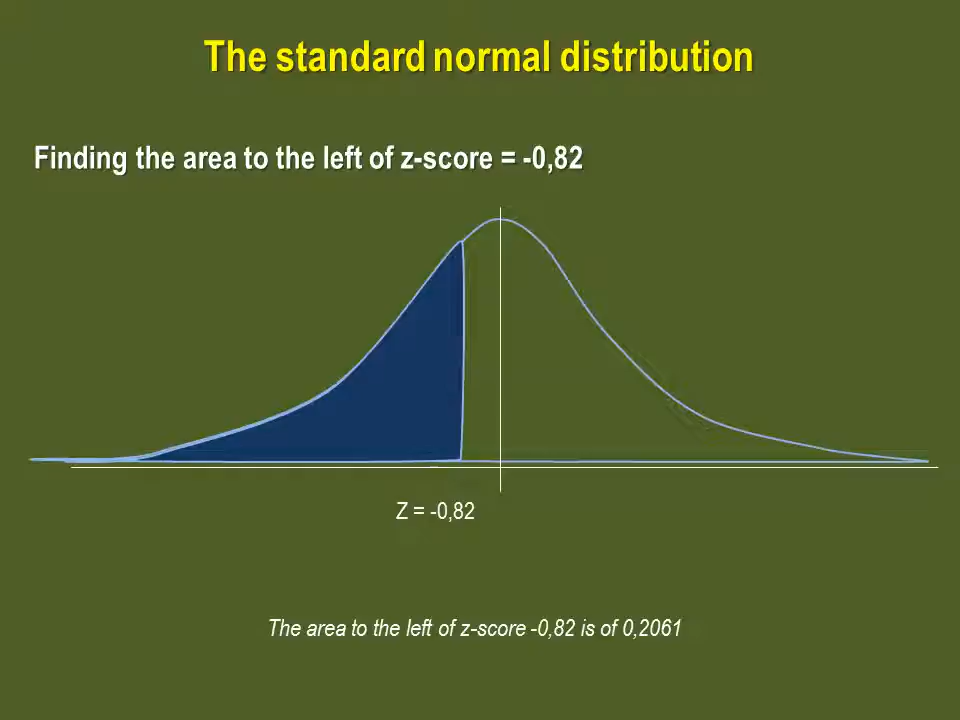 The standard normal distribution
Finding the area to the left of z-score = -0,82
Z = -0,82
The area to the left of z-score -0,82 is of 0,2061